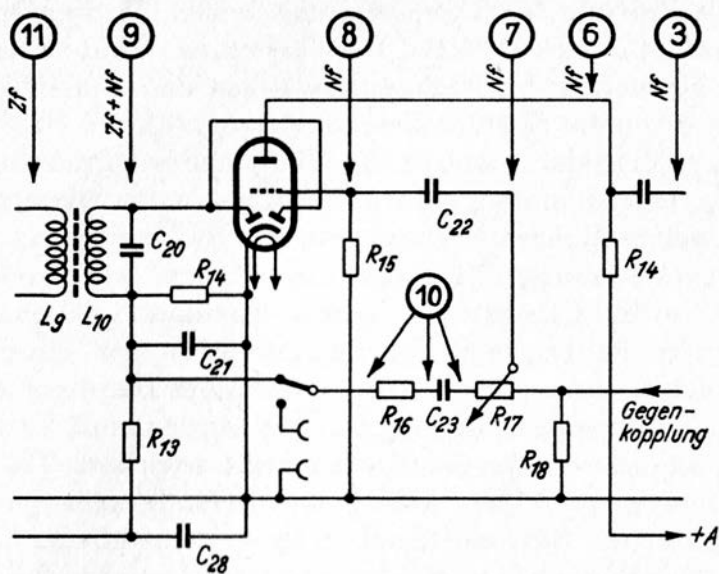 11
9
8
7
6
3
Zf
Zf + Nf
Nf
Nf
Nf
Nf
C20
C22
R14
R15
R14
L9
L10
10
C21
R16
C23
R17
Gegen-
kopplung
R13
R18
C28
+A